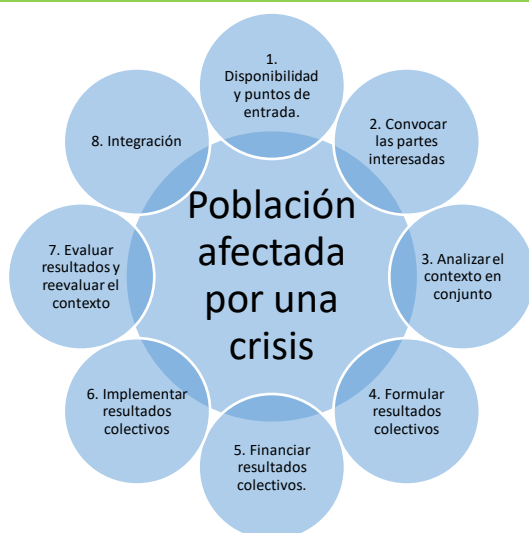 1.
Disponibilidad
y puntos de
entrada.
2. Convocar
las partes
interesadas
3. Analizar el
contexto en
conjunto
4. Formular
resultados
colectivos
5. Financiar
resultados
colectivos.
6. Implementar
resultados
colectivos
7. Evaluar
resultados y
reevaluar el
contexto
8. Integración
Población
afectada
por una
crisis